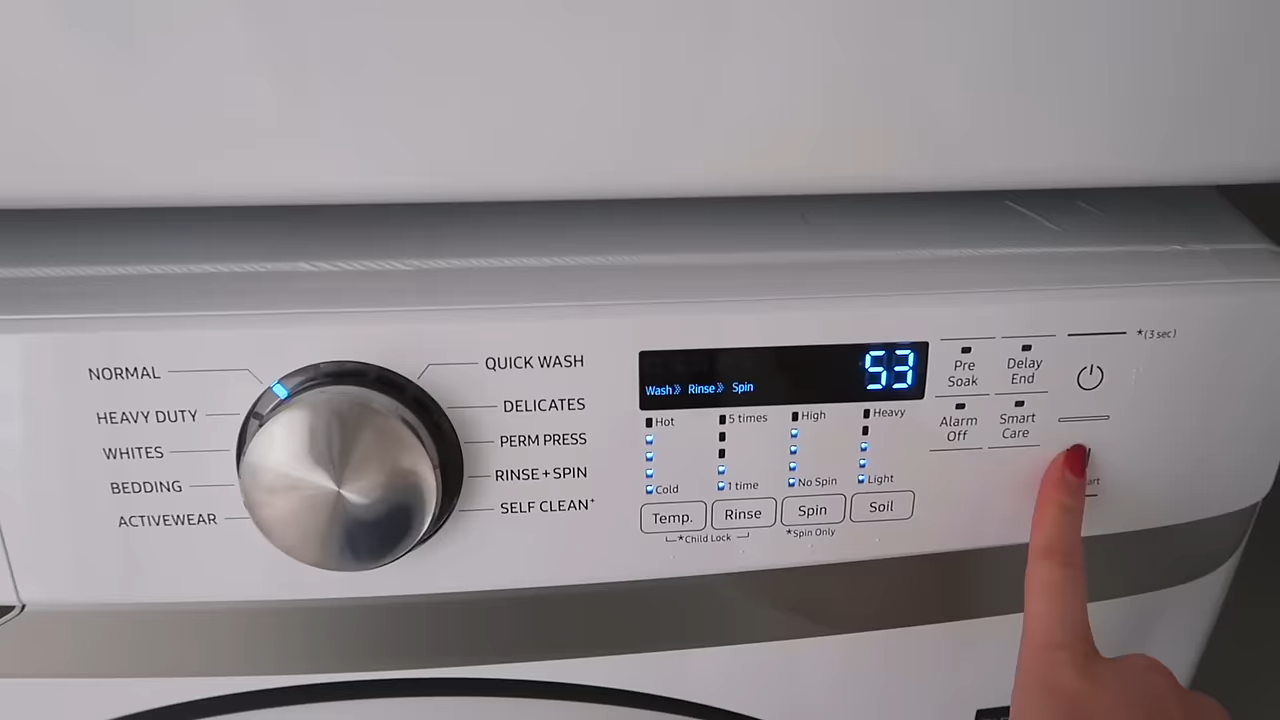 NORMAL
HEAVY DUTY
WHITES
BEDDING
ACTIVEWEAR
QUICK WASH
DELICATES
PERM PRESS
RINSE+SPIN
SELF CLEAN⁺
53
Wash» Rinse» Spin
Hot 5 times High Heavy
Cold 1 time No Spin Light
Temp. Rinse Spin Soil
*Child Lock *Spin Only
*(3 sec)
Pre Soak
Delay End
Alarm Off
Smart Care